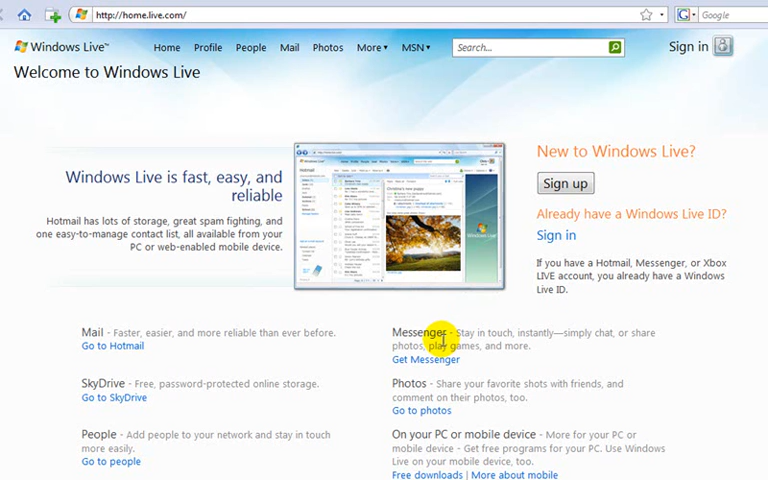 http://home.live.com/
Google
Windows Live™
Home Profile People Mail Photos More MSN
Search...
Sign in
Welcome to Windows Live
Windows Live is fast, easy, and
reliable
Hotmail has lots of storage, great spam fighting, and
one easy-to-manage contact list, all available from your
PC or web-enabled mobile device.
Hotmail
Windows Live
New to Windows Live?
Sign up
Already have a Windows Live ID?
Sign in
If you have a Hotmail, Messenger, or Xbox
LIVE account, you already have a Windows
Live ID.
Mail - Faster, easier, and more reliable than ever before.
Go to Hotmail
Messenger - Stay in touch, instantly—simply chat, or share
photos, play games, and more.
Get Messenger
SkyDrive - Free, password-protected online storage.
Go to SkyDrive
Photos - Share your favorite shots with friends, and
comment on their photos, too.
Go to photos
People - Add people to your network and stay in touch
more easily.
Go to people
On your PC or mobile device - More for your PC or
mobile device - Get free programs for your PC. Use Windows
Live on your mobile device, too.
Free downloads | More about mobile